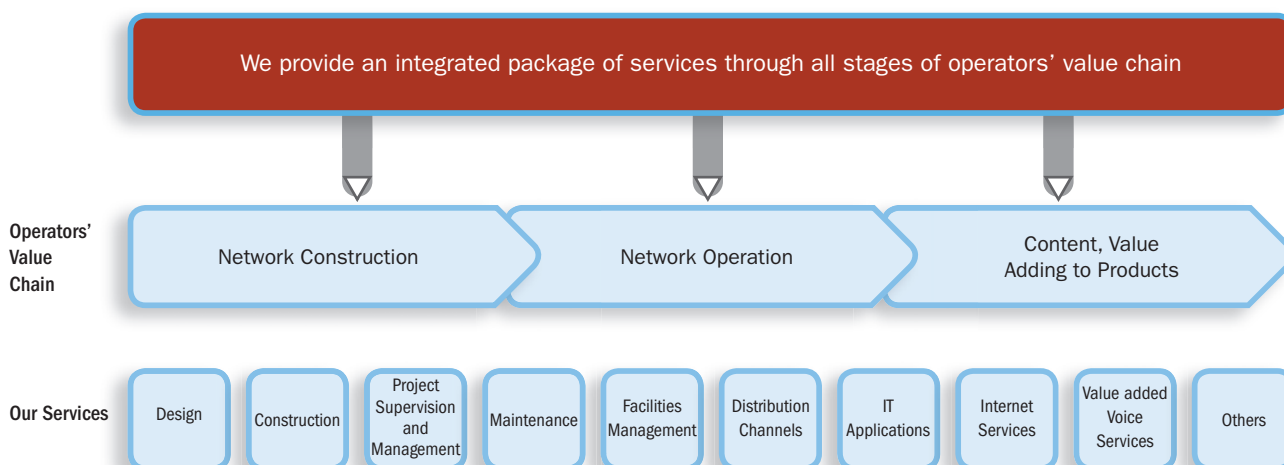 We provide an integrated package of services through all stages of operators’ value chain
Operators’
Value
Chain
Network Construction
Network Operation
Content, Value
Adding to Products
Our Services
Design
Construction
Project
Supervision
and
Management
Maintenance
Facilities
Management
Distribution
Channels
IT
Applications
Internet
Services
Value added
Voice
Services
Others